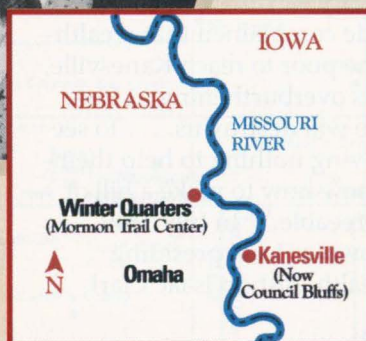 IOWA
NEBRASKA
MISSOURI
RIVER
Winter Quarters
(Mormon Trail Center)
Kanesville
(Now
Council Bluffs)
Omaha
N